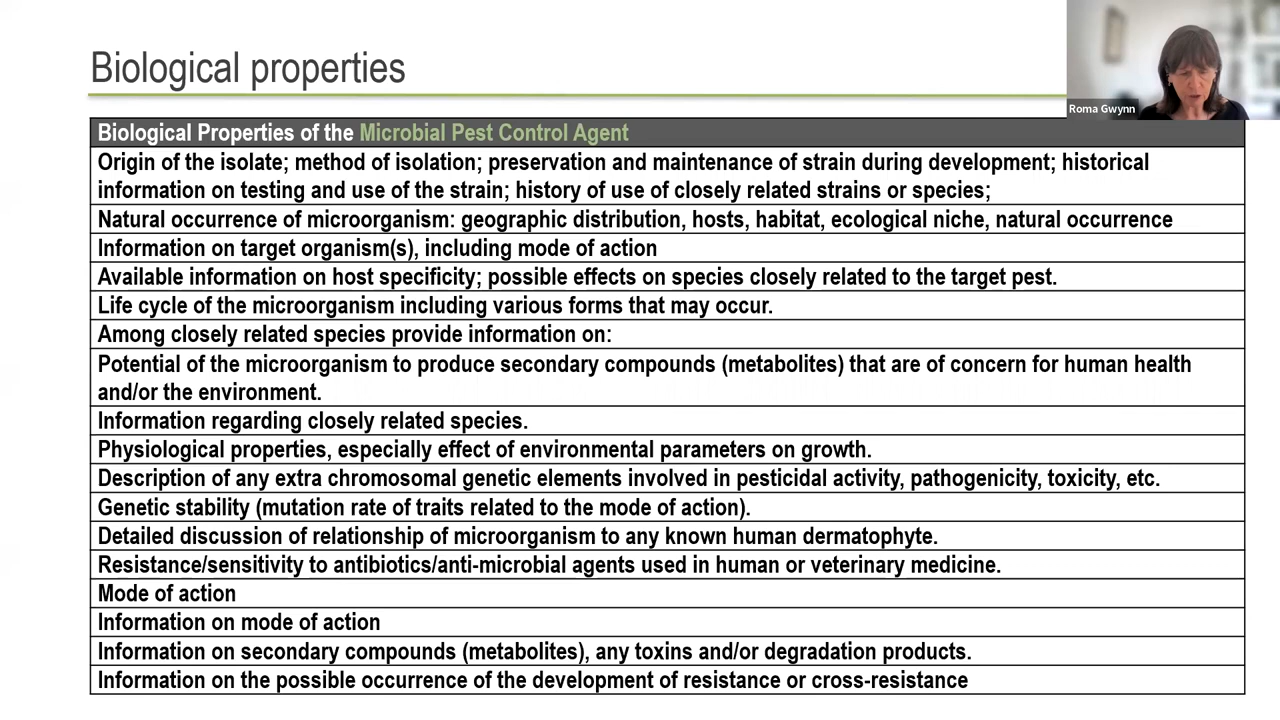 Biological properties
Roma Gwynn
Biological Properties of the Microbial Pest Control Agent
Origin of the isolate; method of isolation; preservation and maintenance of strain during development; historical
information on testing and use of the strain; history of use of closely related strains or species;
Natural occurrence of microorganism: geographic distribution, hosts, habitat, ecological niche, natural occurrence
Information on target organism(s), including mode of action
Available information on host specificity; possible effects on species closely related to the target pest.
Life cycle of the microorganism including various forms that may occur.
Among closely related species provide information on:
Potential of the microorganism to produce secondary compounds (metabolites) that are of concern for human health
and/or the environment.
Information regarding closely related species.
Physiological properties, especially effect of environmental parameters on growth.
Description of any extra chromosomal genetic elements involved in pesticidal activity, pathogenicity, toxicity, etc.
Genetic stability (mutation rate of traits related to the mode of action).
Detailed discussion of relationship of microorganism to any known human dermatophyte.
Resistance/sensitivity to antibiotics/anti-microbial agents used in human or veterinary medicine.
Mode of action
Information on mode of action
Information on secondary compounds (metabolites), any toxins and/or degradation products.
Information on the possible occurrence of the development of resistance or cross-resistance